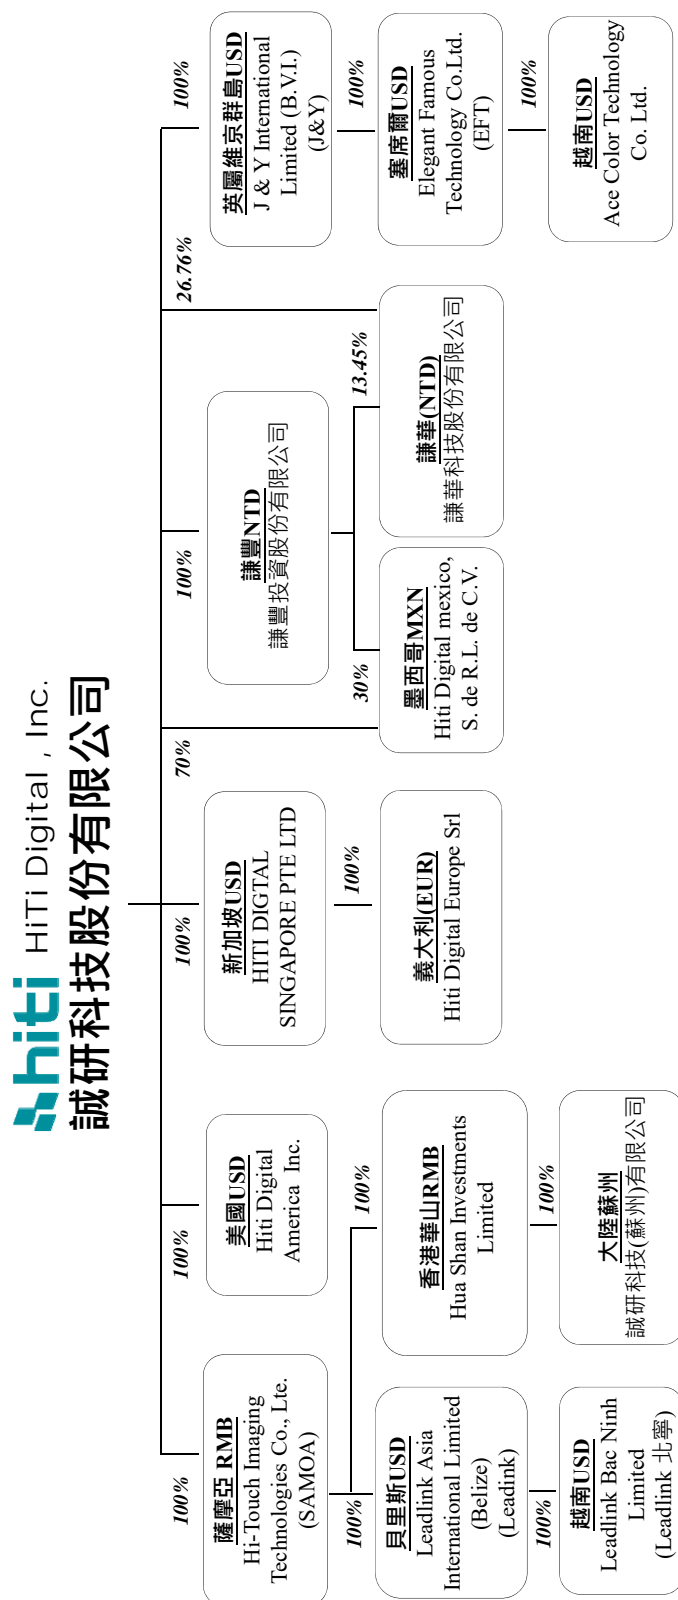 hiti HiTi Digital , Inc.
誠研科技股份有限公司
100%
100%
100%
70%
100%
26.76%
100%
薩摩亞 RMB
Hi-Touch Imaging
Technologies Co., Lte.
(SAMOA)
美國USD
Hiti Digital
America Inc.
新加坡USD
HITI DIGTAL
SINGAPORE PTE LTD
謙豐NTD
謙豐投資股份有限公司
英屬維京群島USD
J & Y International
Limited (B.V.I.)
(J&Y)
100%
100%
100%
30%
13.45%
100%
貝里斯USD
Leadlink Asia
International Limited
(Belize)
(Leadink)
香港華山RMB
Hua Shan Investments
Limited
義大利(EUR)
Hiti Digital Europe Srl
墨西哥MXN
Hiti Digital mexico,
S. de R.L. de C.V.
謙華(NTD)
謙華科技股份有限公司
塞席爾USD
Elegant Famous
Technology Co.Ltd.
(EFT)
100%
100%
100%
越南USD
Leadlink Bac Ninh
Limited
(Leadlink 北寧)
大陸蘇州
誠研科技(蘇州)有限公司
越南USD
Ace Color Technology
Co. Ltd.